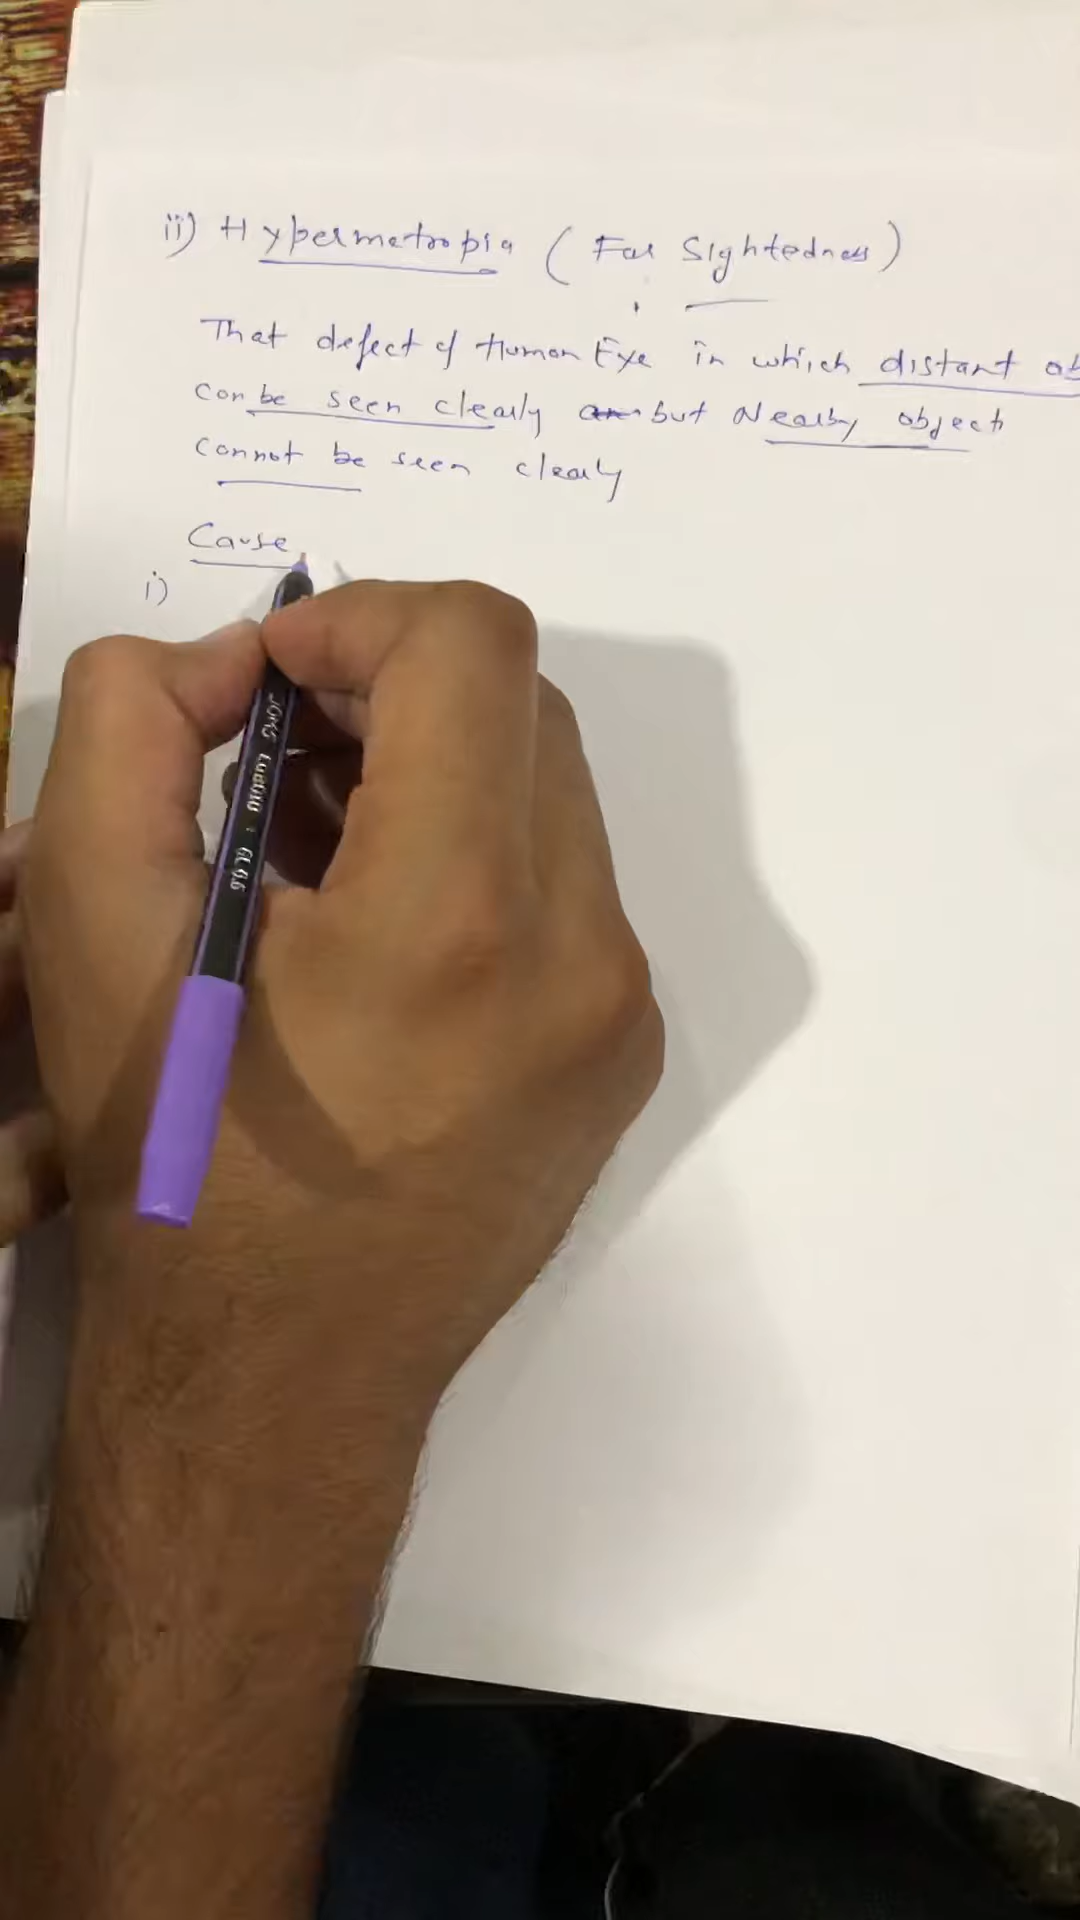 ii) Hypermetropia (Far Sightedness)
That defect of Human Eye in which distant ob
can be seen clearly but Nearby object
cannot be seen clearly
Cause
i)